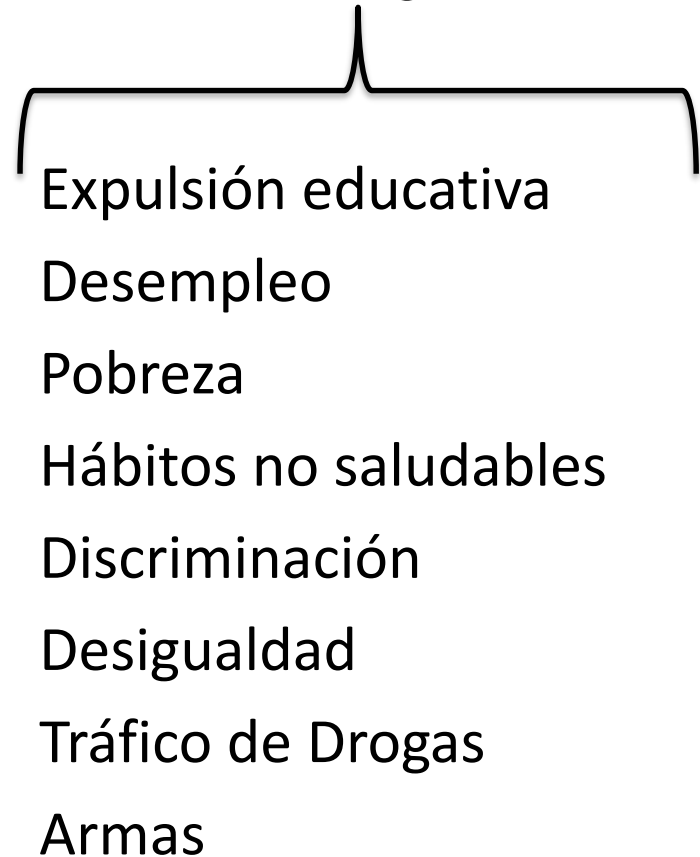 Expulsión educativa
Desempleo
Pobreza
Hábitos no saludables
Discriminación
Desigualdad
Tráfico de Drogas
Armas